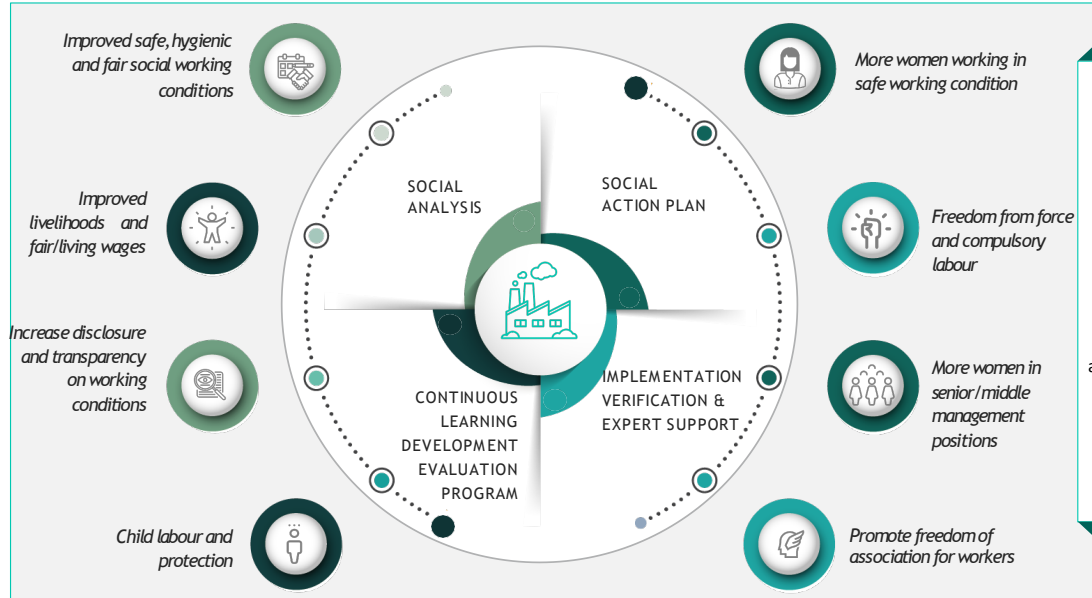 Improved safe, hygienic
and fair social working
conditions
Improved
livelihoods and
fair/living wages
Increase disclosure
and transparency
on working
conditions
Child labour and
protection
SOCIAL
ANALYSIS
SOCIAL
ACTION PLAN
CONTINUOUS
LEARNING
DEVELOPMENT
EVALUATION
PROGRAM
IMPLEMENTATION
VERIFICATION &
EXPERT SUPPORT
More women working in
safe working condition
Freedom from force
and compulsory
labour
More women in
senior/middle
management
positions
Promote freedom of
association for workers
a